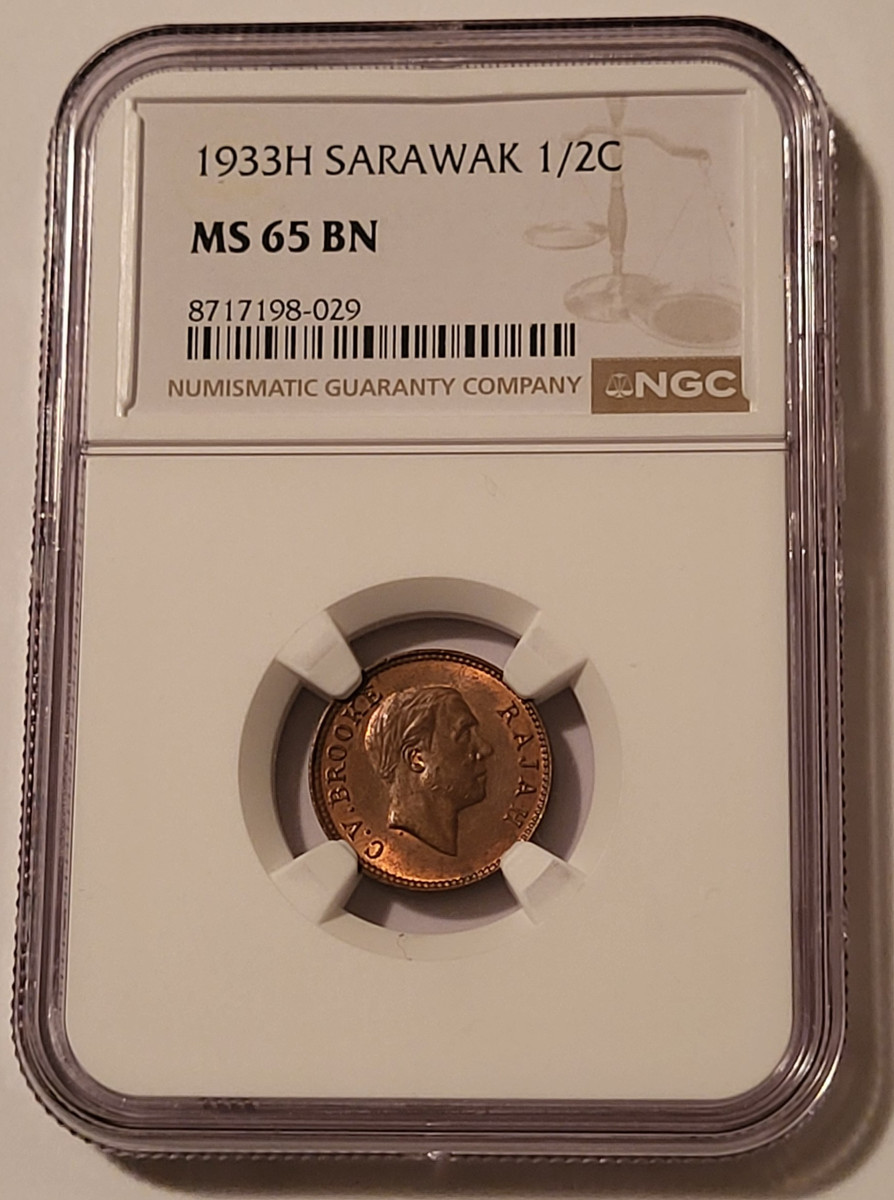 1933H SARAWAK 1/2C
MS 65 BN
8717198-029
NUMISMATIC GUARANTY COMPANY
NGC
C.V.BROOKE RAJAH